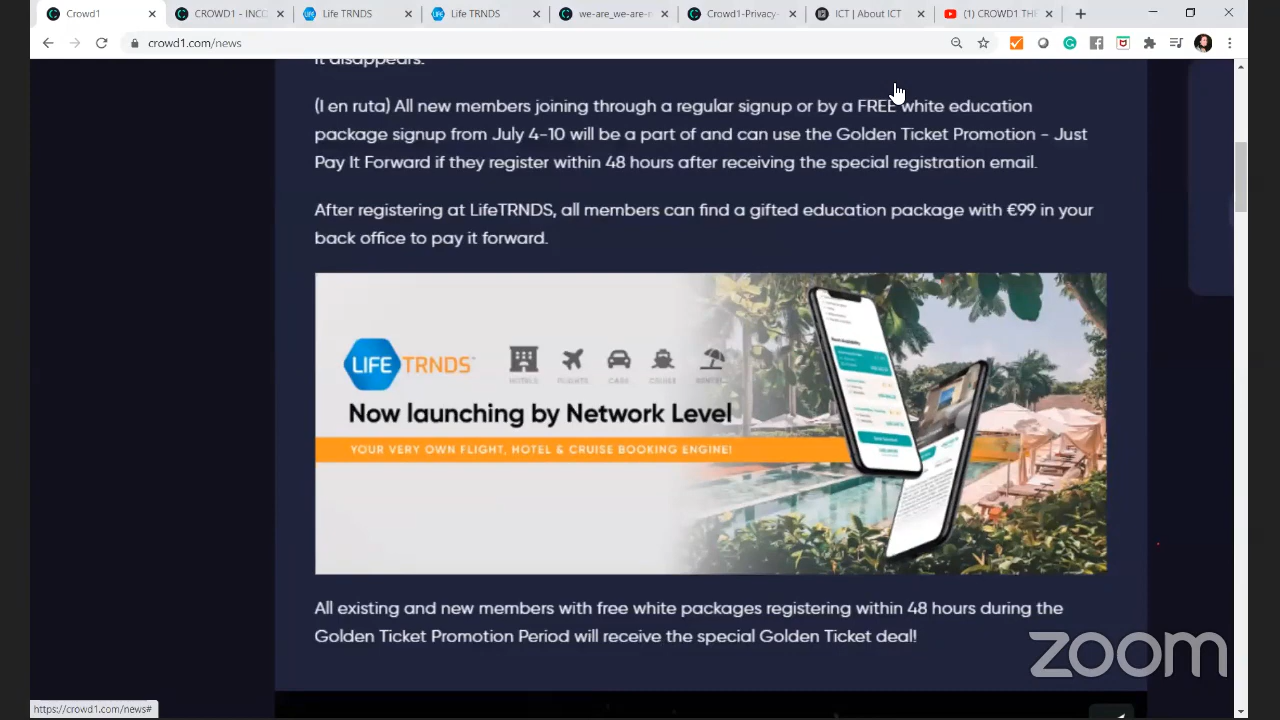 Crowd1
CROWD1 - INCE
Life TRNDS
Life TRNDS
we-are_we-are-
Crowd1-privacy-
ICT | About ICT
(1) CROWD1 TH
crowd1.com/news
it disappears.
(I en ruta) All new members joining through a regular signup or by a FREE white education
package signup from July 4-10 will be a part of and can use the Golden Ticket Promotion - Just
Pay It Forward if they register within 48 hours after receiving the special registration email.
After registering at LifeTRNDS, all members can find a gifted education package with €99 in your
back office to pay it forward.
LIFE TRNDS
HOTELS FLIGHTS CARS CRUISE
Now launching by Network Level
YOUR VERY OWN FLIGHT, HOTEL & CRUISE BOOKING ENGINE!
All existing and new members with free white packages registering within 48 hours during the
Golden Ticket Promotion Period will receive the special Golden Ticket deal!
zoom
https://crowd1.com/news#